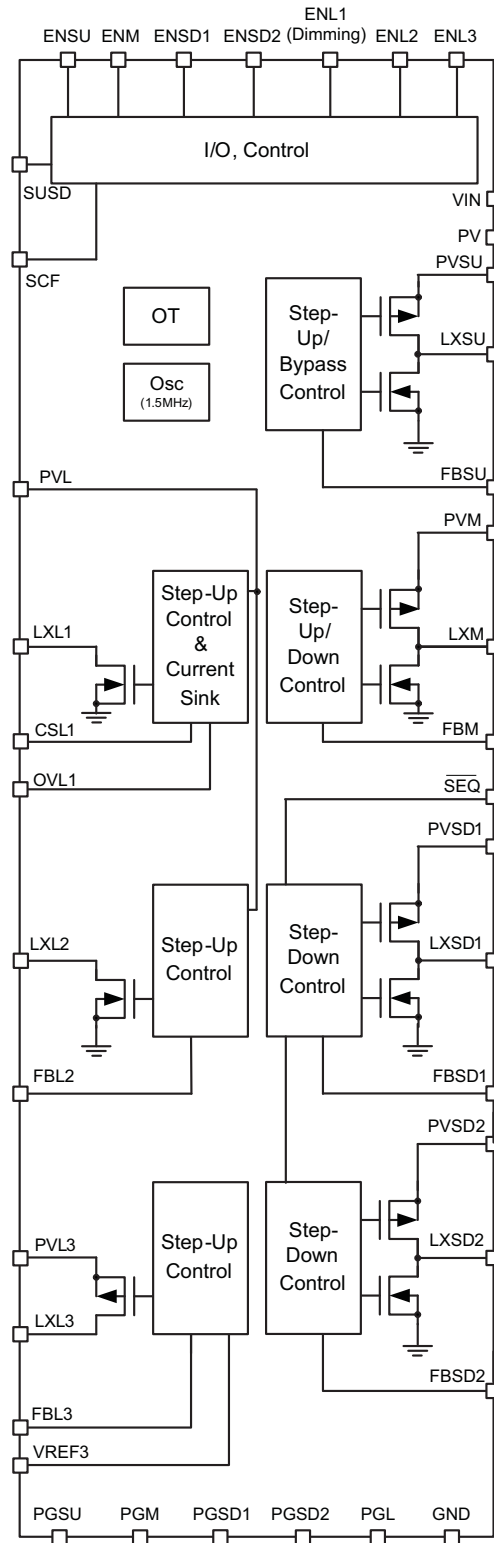 ENSU ENM ENSD1 ENSD2 ENL1 ENL2 ENL3
(Dimming)
I/O, Control
SUSD
VIN
PV
SCF
PVSU
OT
Step-
Up/
Bypass
Control
LXSU
Osc
(1.5MHz)
FBSU
PVL
PVM
Step-Up
Control
&
Current
Sink
Step-
Up/
Down
Control
LXL1
LXM
CSL1
FBM
OVL1
SEQ
PVSD1
LXL2
Step-Up
Control
Step-
Down
Control
LXSD1
FBL2
FBSD1
PVSD2
PVL3
Step-Up
Control
Step-
Down
Control
LXSD2
LXL3
FBSD2
FBL3
VREF3
PGSU PGM PGSD1 PGSD2 PGL GND